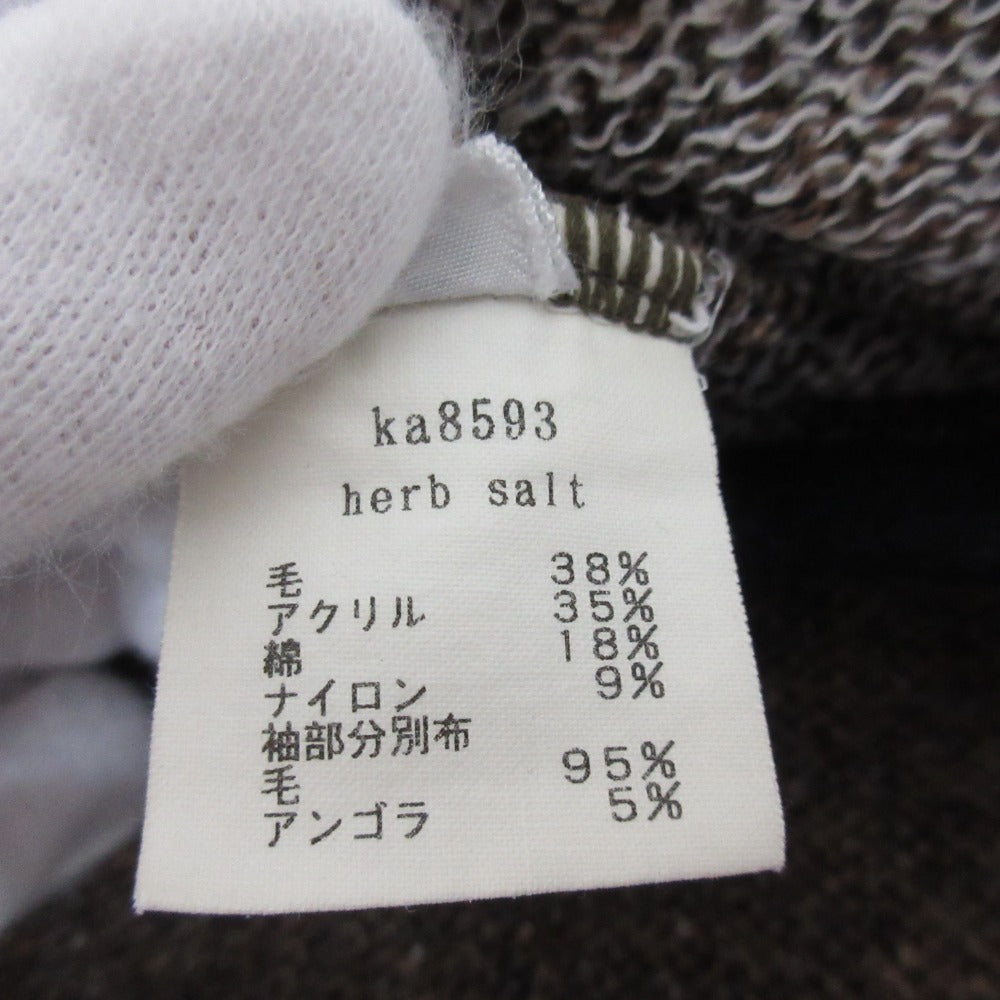 ka8593
herb salt
毛 38%
アクリル 35%
綿 18%
ナイロン 9%
袖部分別布
毛 95%
アンゴラ 5%